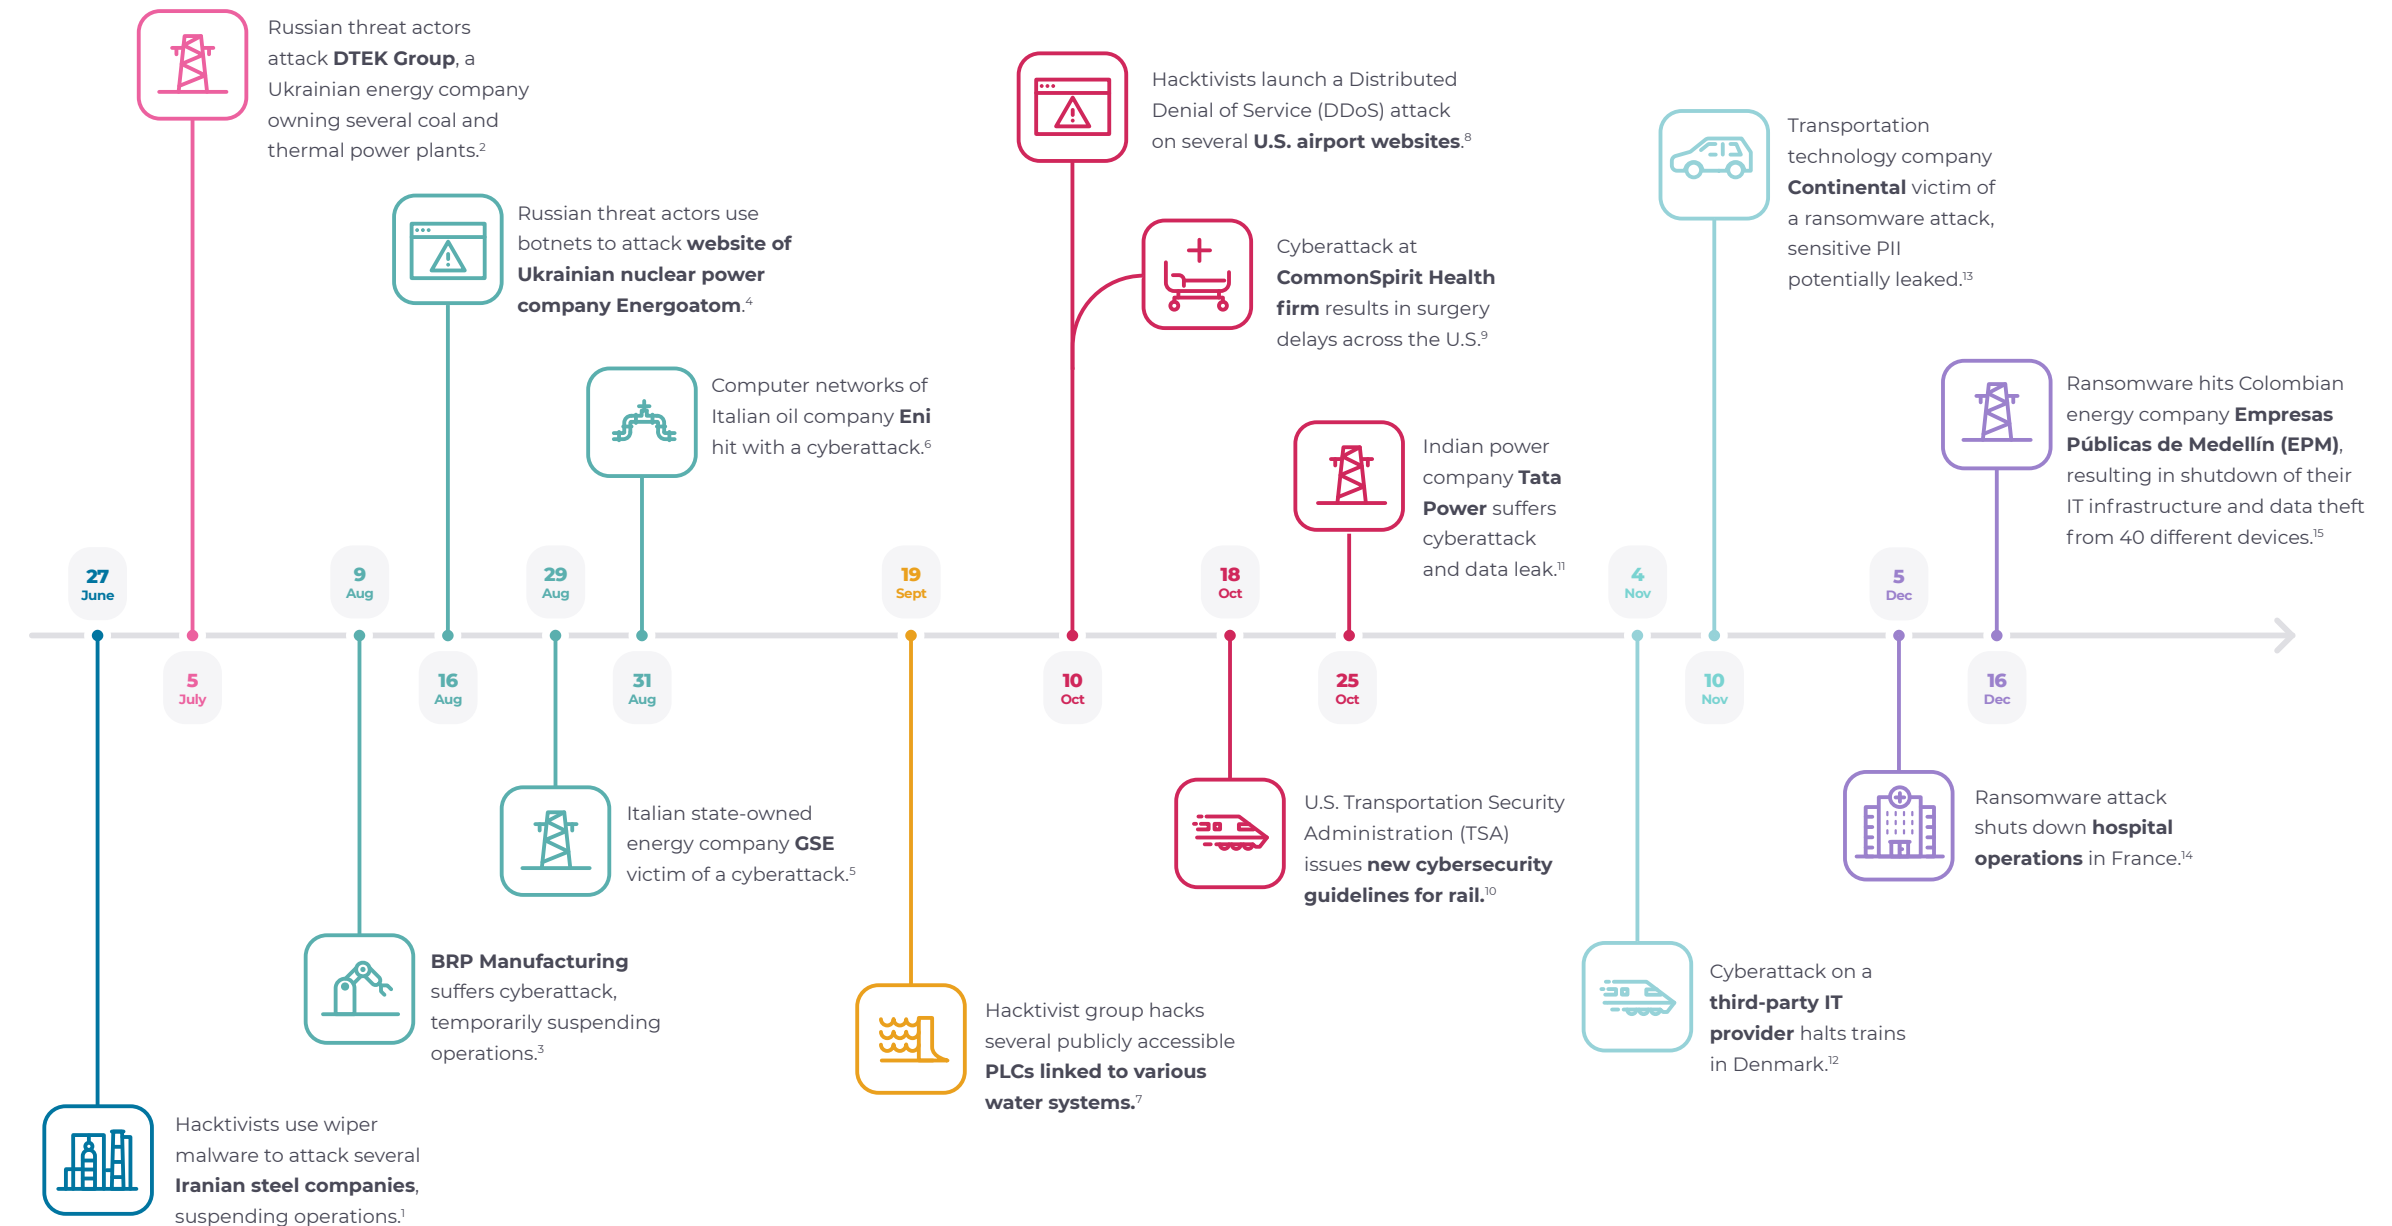 Russian threat actors
attack DTEK Group, a
Ukrainian energy company
owning several coal and
thermal power plants.2
Russian threat actors use
botnets to attack website of
Ukrainian nuclear power
company Energoatom.4
Computer networks of
Italian oil company Eni
hit with a cyberattack.6
Hacktivists launch a Distributed
Denial of Service (DDoS) attack
on several U.S. airport websites.8
Cyberattack at
CommonSpirit Health
firm results in surgery
delays across the U.S.9
Indian power
company Tata
Power suffers
cyberattack
and data leak.11
Transportation
technology company
Continental victim of
a ransomware attack,
sensitive PII
potentially leaked.13
Ransomware hits Colombian
energy company Empresas
Públicas de Medellín (EPM),
resulting in shutdown of their
IT infrastructure and data theft
from 40 different devices.15
27
June
5
July
9
Aug
16
Aug
29
Aug
31
Aug
19
Sept
10
Oct
18
Oct
25
Oct
4
Nov
10
Nov
5
Dec
16
Dec
Hacktivists use wiper
malware to attack several
Iranian steel companies,
suspending operations.1
BRP Manufacturing
suffers cyberattack,
temporarily suspending
operations.3
Italian state-owned
energy company GSE
victim of a cyberattack.5
Hacktivist group hacks
several publicly accessible
PLCs linked to various
water systems.7
U.S. Transportation Security
Administration (TSA)
issues new cybersecurity
guidelines for rail.10
Cyberattack on a
third-party IT
provider halts trains
in Denmark.12
Ransomware attack
shuts down hospital
operations in France.14